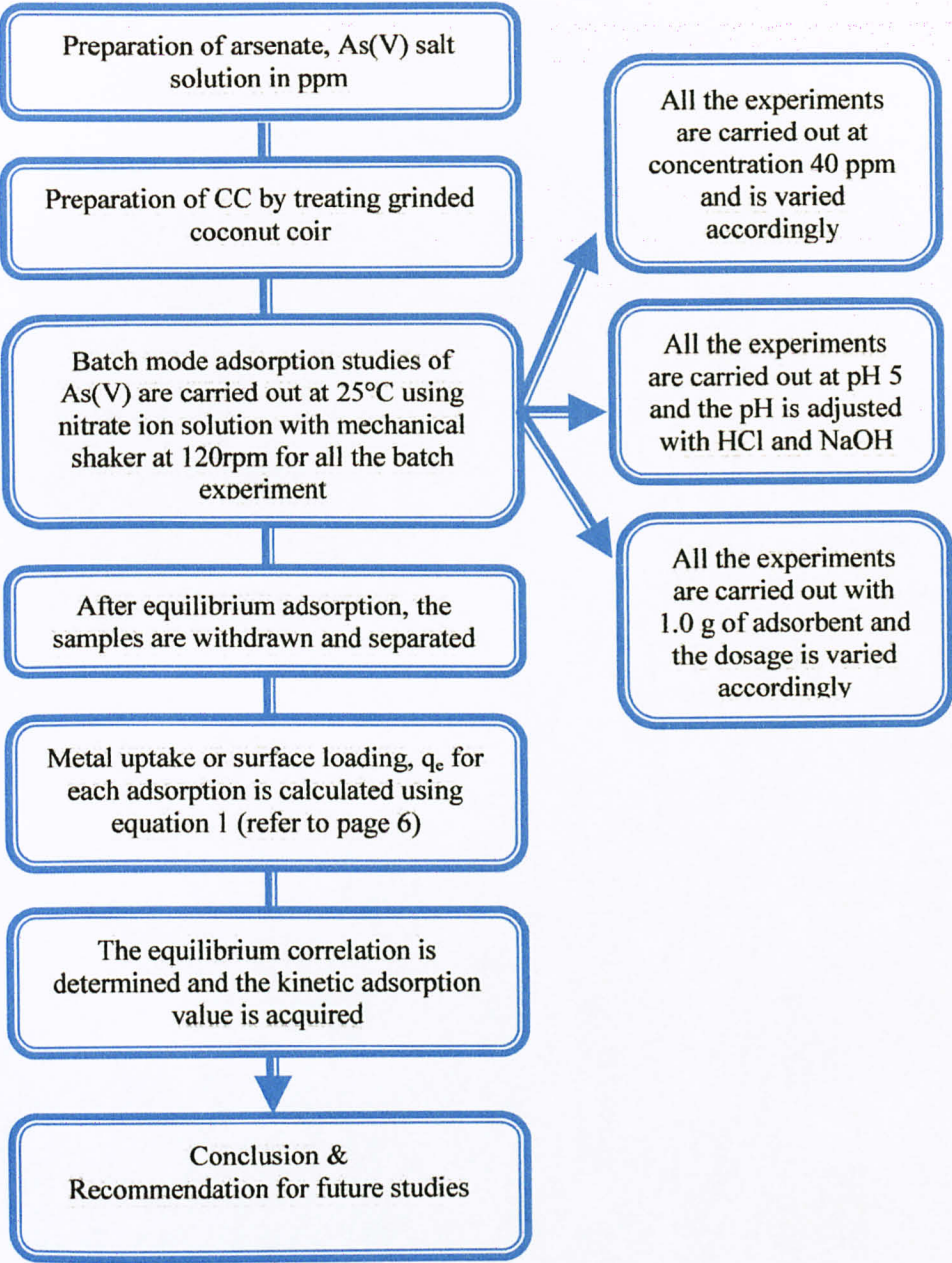 Preparation of arsenate, As(V) salt
solution in ppm
Preparation of CC by treating grinded
coconut coir
Batch mode adsorption studies of
As(V) are carried out at 25°C using
nitrate ion solution with mechanical
shaker at 120rpm for all the batch
experiment
All the experiments
are carried out at
concentration 40 ppm
and is varied
accordingly
All the experiments
are carried out at pH 5
and the pH is adjusted
with HCl and NaOH
All the experiments
are carried out with
1.0 g of adsorbent and
the dosage is varied
accordingly
After equilibrium adsorption, the
samples are withdrawn and separated
Metal uptake or surface loading, qₑ for
each adsorption is calculated using
equation 1 (refer to page 6)
The equilibrium correlation is
determined and the kinetic adsorption
value is acquired
Conclusion &
Recommendation for future studies